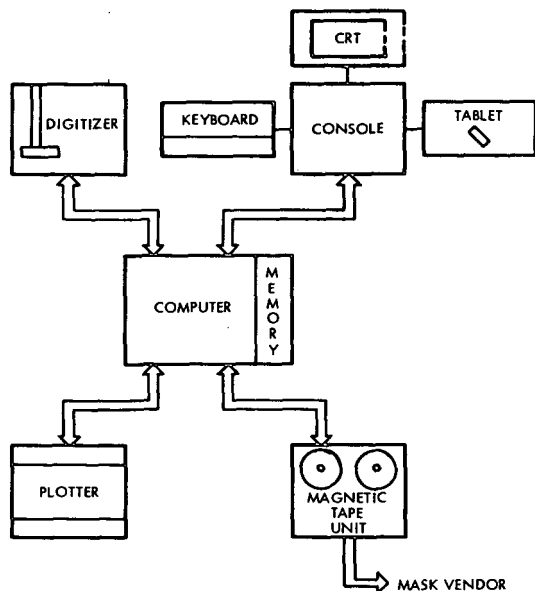 CRT
DIGITIZER
KEYBOARD
CONSOLE
TABLET
COMPUTER
MEMORY
PLOTTER
MAGNETIC
TAPE
UNIT
MASK VENDOR